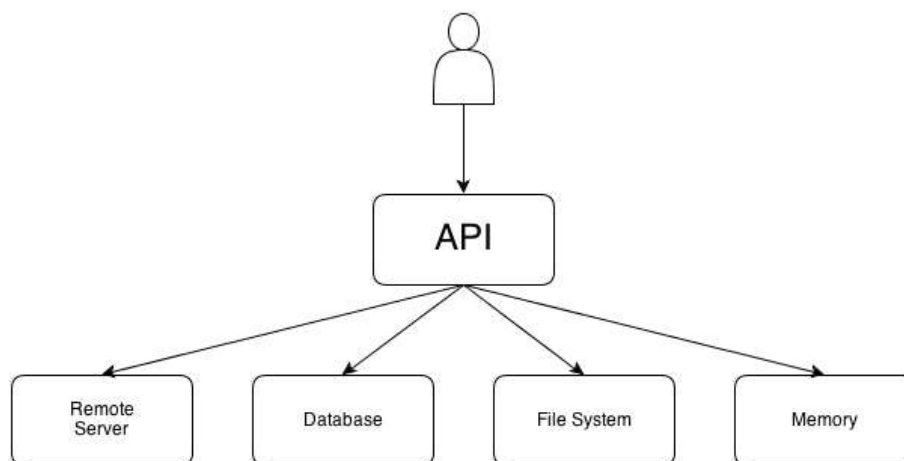 API
Remote
Server
Database
File System
Memory